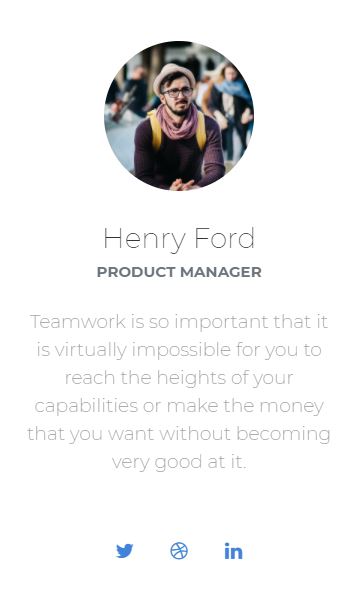 Henry Ford
PRODUCT MANAGER
Teamwork is so important that it
is virtually impossible for you to
reach the heights of your
capabilities or make the money
that you want without becoming
very good at it.
in